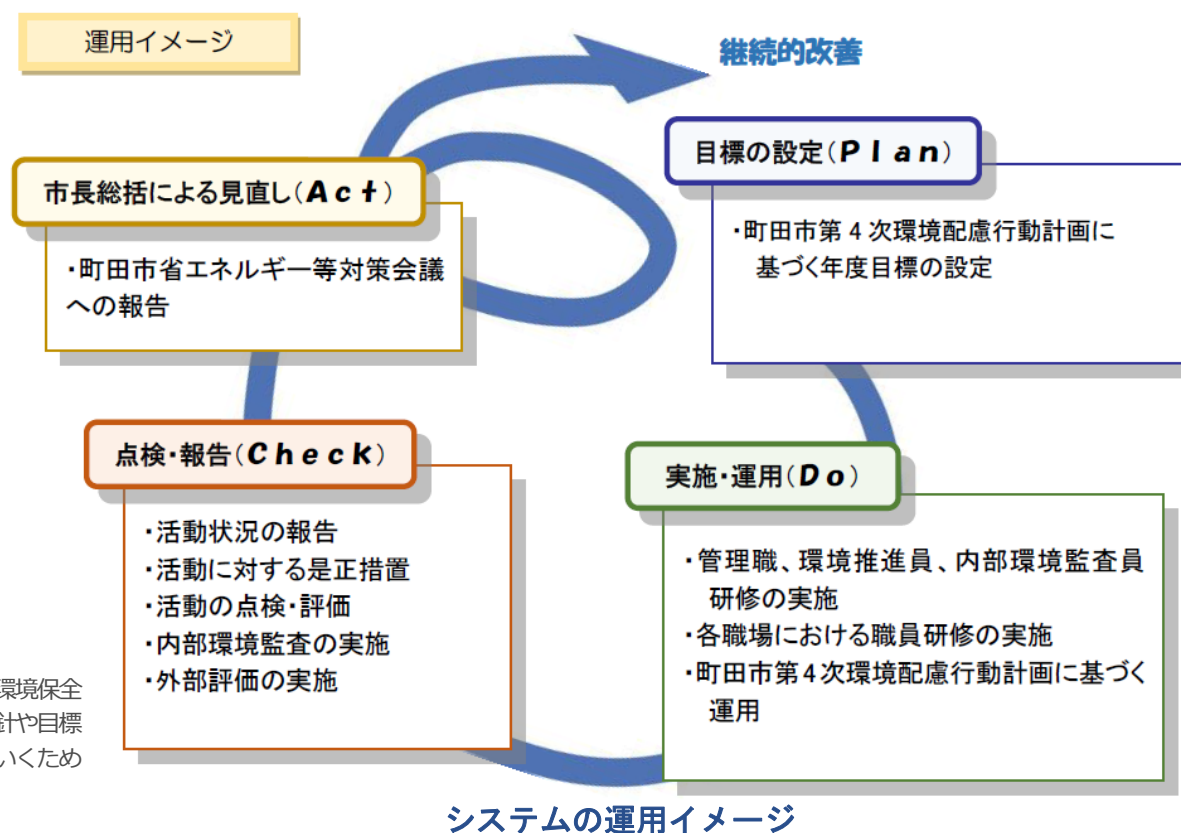 運用イメージ
継続的改善
目標の設定(Plan)
・町田市第4次環境配慮行動計画に
基づく年度目標の設定
市長総括による見直し(Act)
・町田市省エネルギー等対策会議
への報告
点検・報告(Check)
・活動状況の報告
・活動に対する是正措置
・活動の点検・評価
・内部環境監査の実施
・外部評価の実施
実施・運用(Do)
・管理職、環境推進員、内部環境監査員
研修の実施
・各職場における職員研修の実施
・町田市第4次環境配慮行動計画に基づく
運用
環境保全
針や目標
いくため
システムの運用イメージ